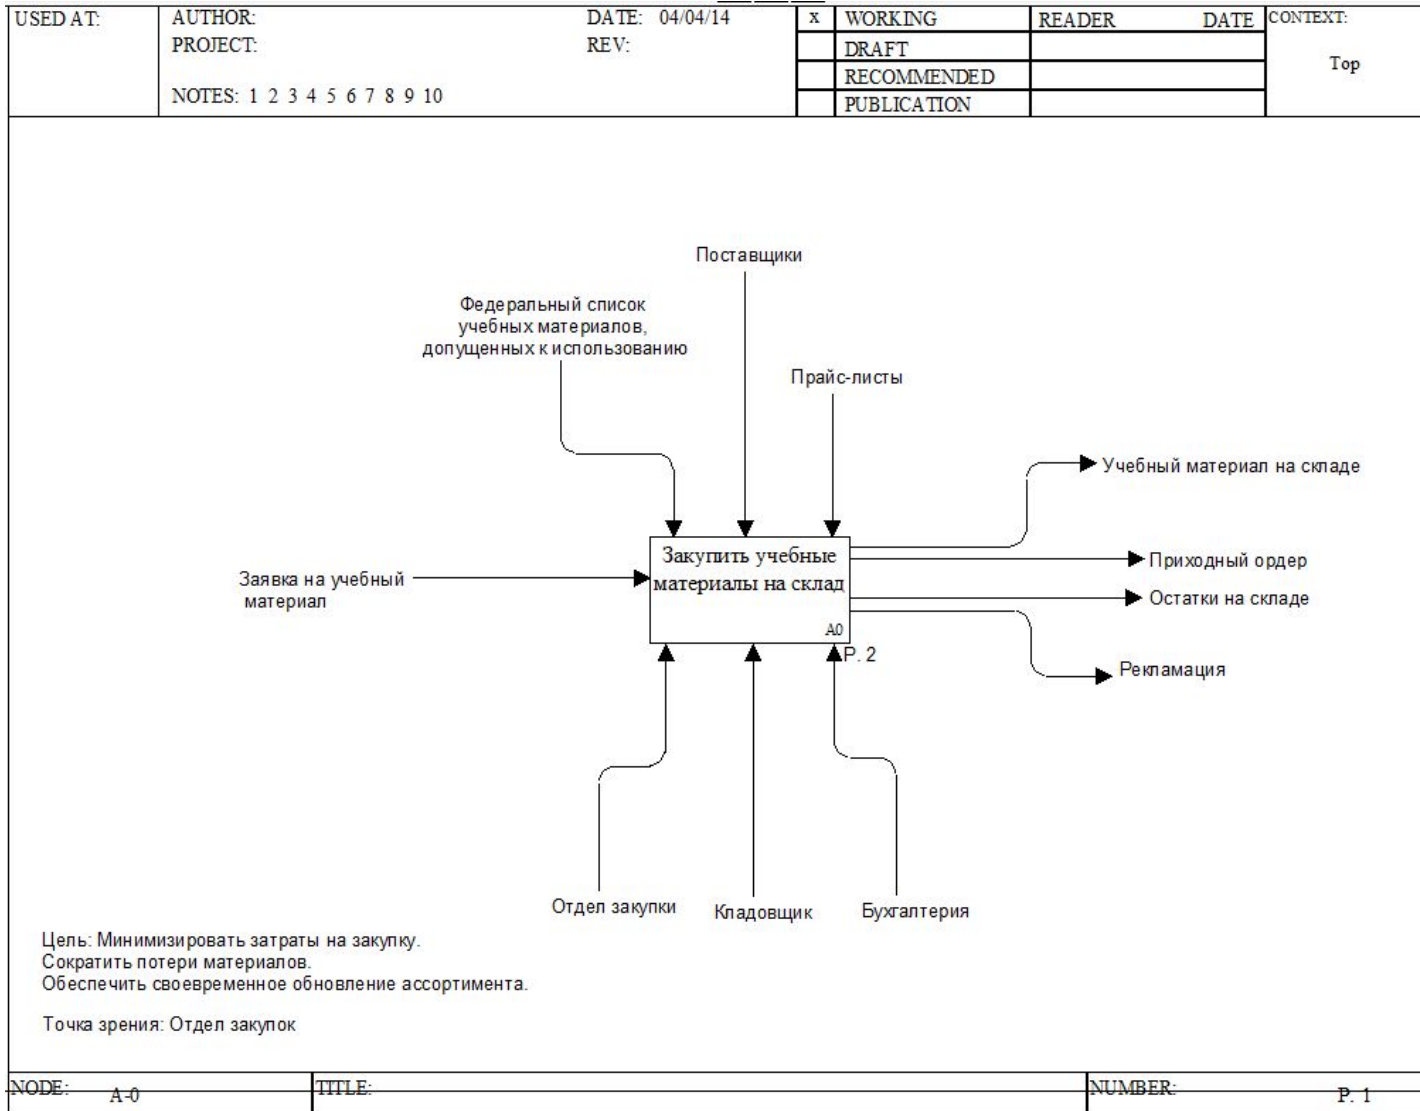 USED AT:
AUTHOR:
DATE: 04/04/14
PROJECT:
REV:
NOTES: 1 2 3 4 5 6 7 8 9 10
x WORKING
DRAFT
RECOMMENDED
PUBLICATION
READER DATE
CONTEXT:
Top
Поставщики
Федеральный список
учебных материалов,
допущенных к использованию
Прайс-листы
Учебный материал на складе
Закупить учебные
материалы на склад
A0
P. 2
Заявка на учебный
материал
Приходный ордер
Остатки на складе
Рекламация
Отдел закупки
Кладовщик
Бухгалтерия
Цель: Минимизировать затраты на закупку.
Сократить потери материалов.
Обеспечить своевременное обновление ассортимента.
Точка зрения: Отдел закупок
NODE: A-0
TITLE:
NUMBER:
P. 1